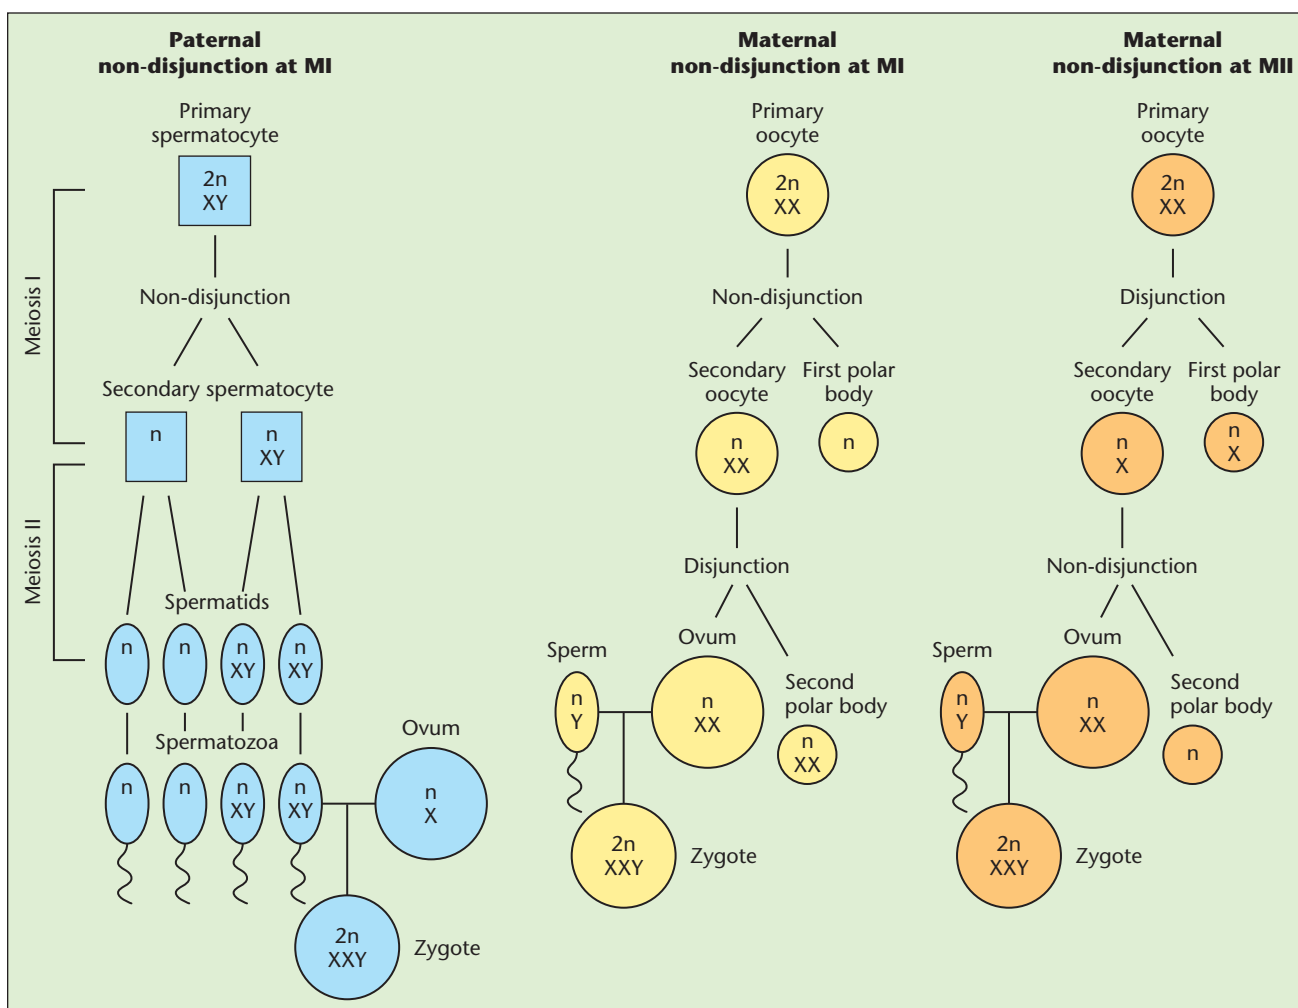 Paternal
non-disjunction at MI
Primary
spermatocyte
2n
XY
Meiosis I
Non-disjunction
Secondary spermatocyte
n
n
XY
Meiosis II
Spermatids
n
n
n
XY
n
XY
Spermatozoa
n
n
n
XY
n
XY
Ovum
n
X
2n
XXY
Zygote
Maternal
non-disjunction at MI
Primary
oocyte
2n
XX
Non-disjunction
Secondary
oocyte
First polar
body
n
XX
n
Disjunction
Sperm
n
Y
Ovum
n
XX
Second
polar body
n
XX
2n
XXY
Zygote
Maternal
non-disjunction at MII
Primary
oocyte
2n
XX
Disjunction
Secondary
oocyte
First polar
body
n
X
n
X
Non-disjunction
Sperm
n
Y
Ovum
n
XX
Second
polar body
n
2n
XXY
Zygote